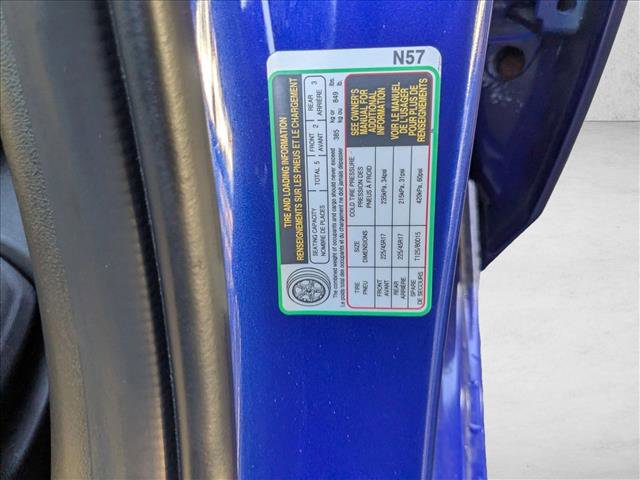 N57
TIRE AND LOADING INFORMATION
RENSEIGNEMENTS SUR LES PNEUS ET LE CHARGEMENT
SEATING CAPACITY TOTAL 5 FRONT 2 REAR 3
NOMBRE DE PLACES AVANT ARRIÈRE
The combined weight of occupants and cargo should never exceed 385 kg or 849 lbs.
Le poids total des occupants et du chargement ne doit jamais dépasser kg ou lb.
TIRE SIZE COLD TIRE PRESSURE
PNEU DIMENSIONS PRESSION DES PNEUS À FROID
FRONT AVANT 225/45R17 235kPa, 34psi
REAR ARRIÈRE 225/45R17 215kPa, 31psi
SPARE DE SECOURS T125/80D15 420kPa, 60psi
SEE OWNER'S
MANUAL FOR
ADDITIONAL
INFORMATION
VOIR LE MANUEL
DE L'USAGER
POUR PLUS DE
RENSEIGNEMENTS